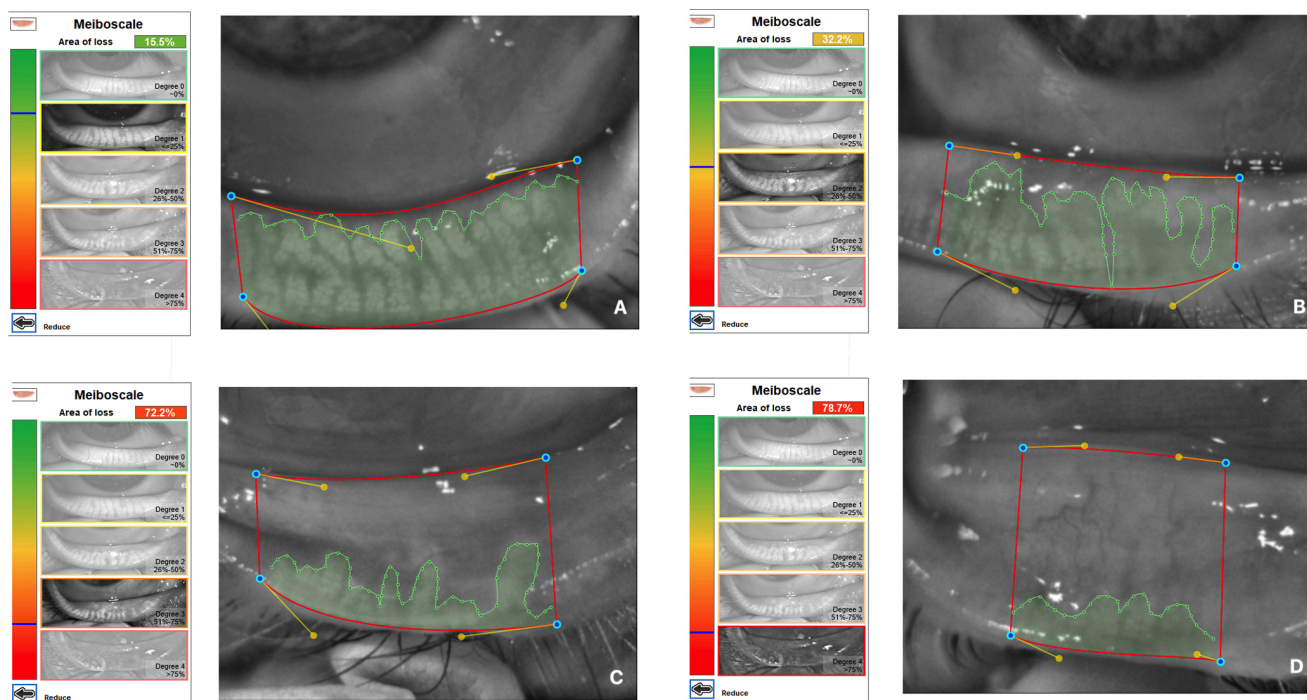 Meiboscale
Area of loss 15.5%
Degree 0
~0%
Degree 1
<=25%
Degree 2
26%-50%
Degree 3
51%-75%
Degree 4
>75%
Reduce
A
Meiboscale
Area of loss 32.2%
Degree 0
~0%
Degree 1
<=25%
Degree 2
26%-50%
Degree 3
51%-75%
Degree 4
>75%
Reduce
B
Meiboscale
Area of loss 72.2%
Degree 0
~0%
Degree 1
<=25%
Degree 2
26%-50%
Degree 3
51%-75%
Degree 4
>75%
Reduce
C
Meiboscale
Area of loss 78.7%
Degree 0
~0%
Degree 1
<=25%
Degree 2
26%-50%
Degree 3
51%-75%
Degree 4
>75%
Reduce
D